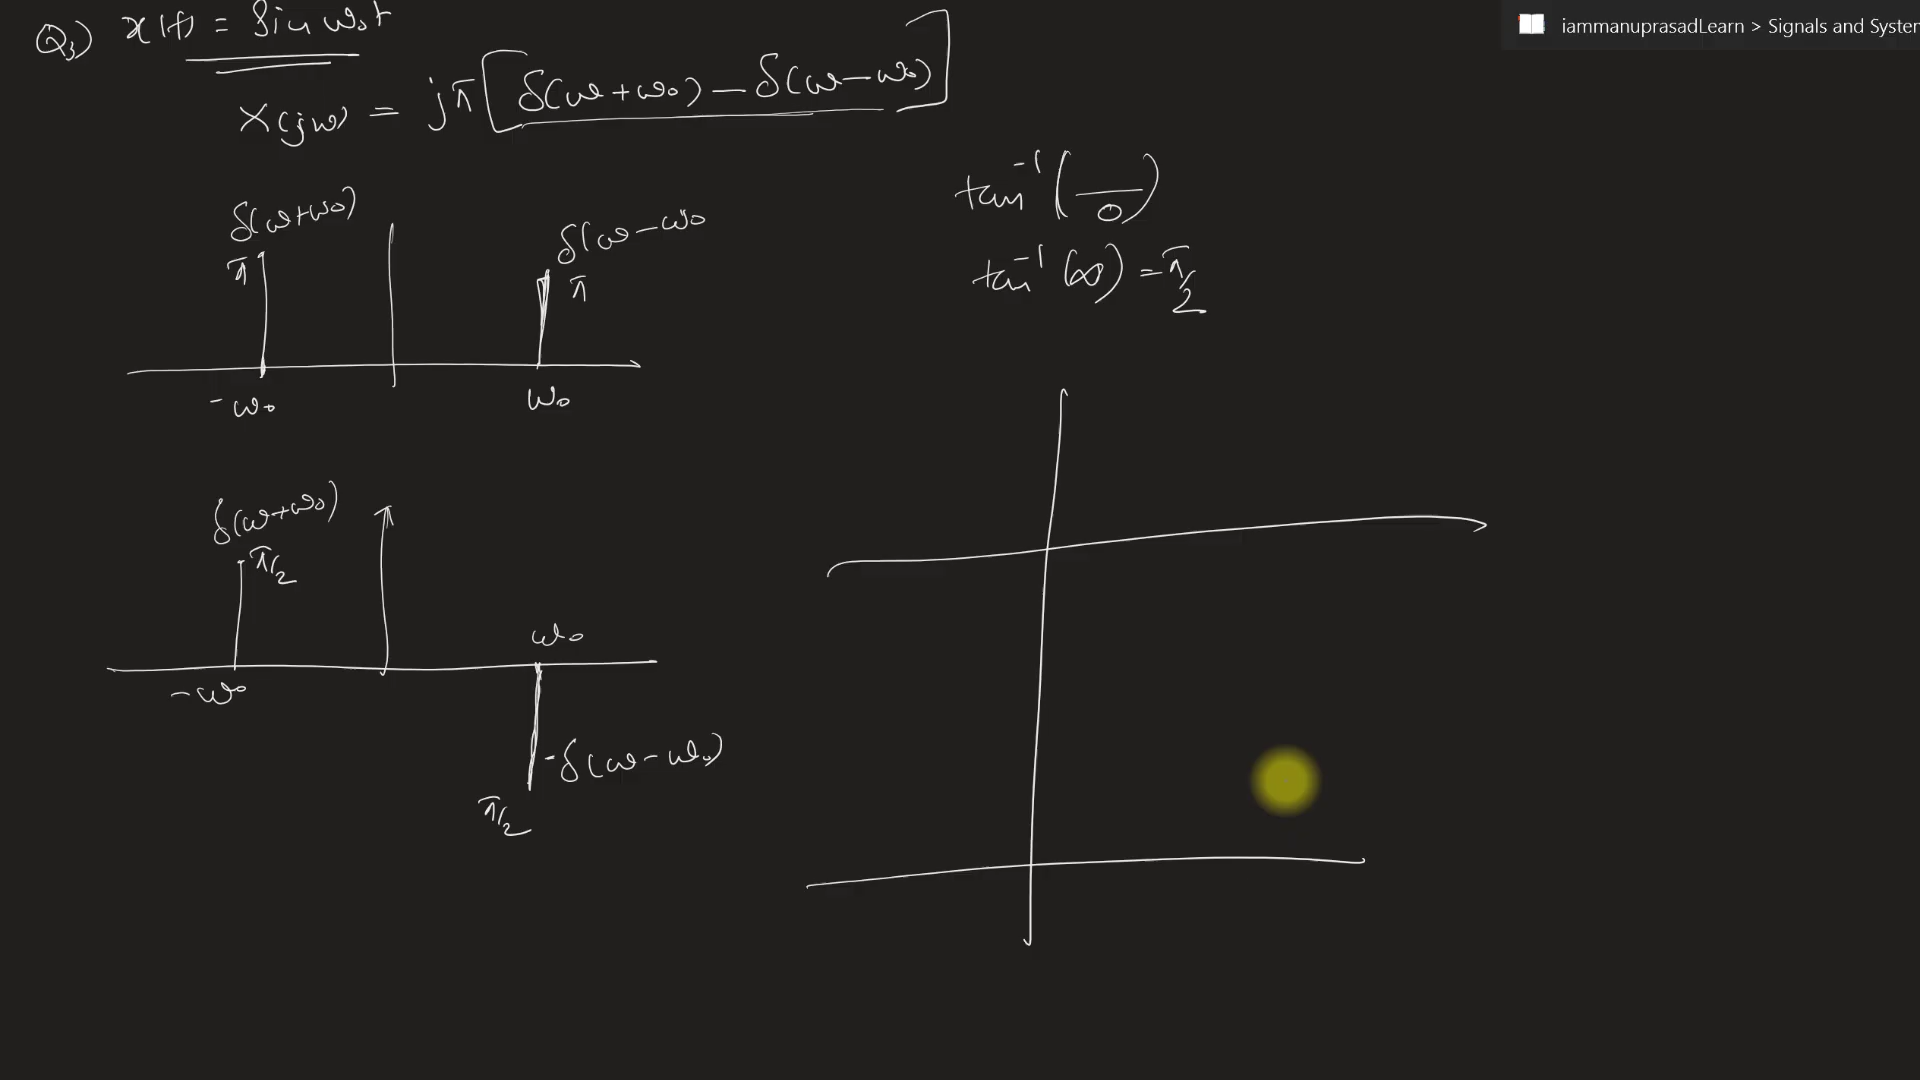 iammanuprasadLearn > Signals and Syster
Q3) x(t) = Sin ω₀t
X(jω) = jπ[δ(ω+ω₀) – δ(ω–ω₀)]
tan⁻¹( /0)
tan⁻¹(∞) = π/2
δ(ω+ω₀)
δ(ω–ω₀
π
π
-ω₀
ω₀
δ(ω+ω₀)
π/2
ω₀
-ω₀
-δ(ω-ω₀)
π/2